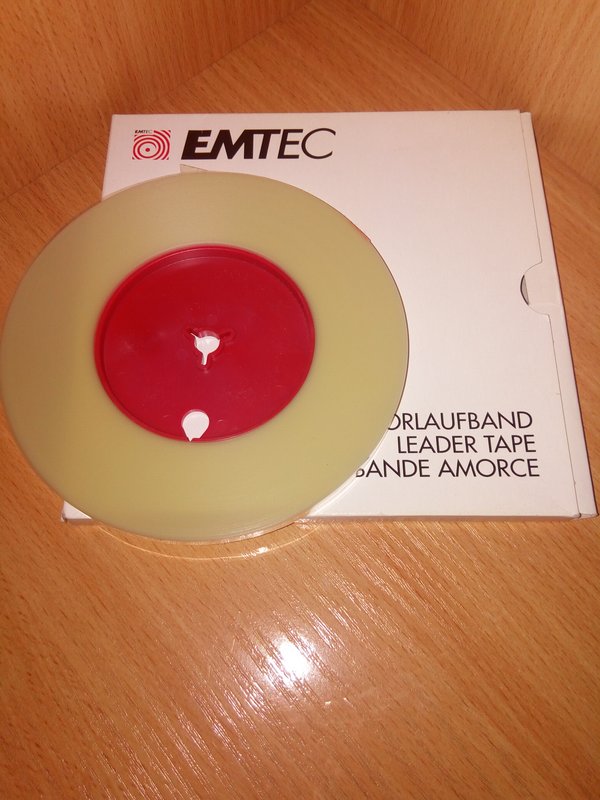 EMTEC
EMTEC
ORLAUFBAND
LEADER TAPE
BANDE AMORCE